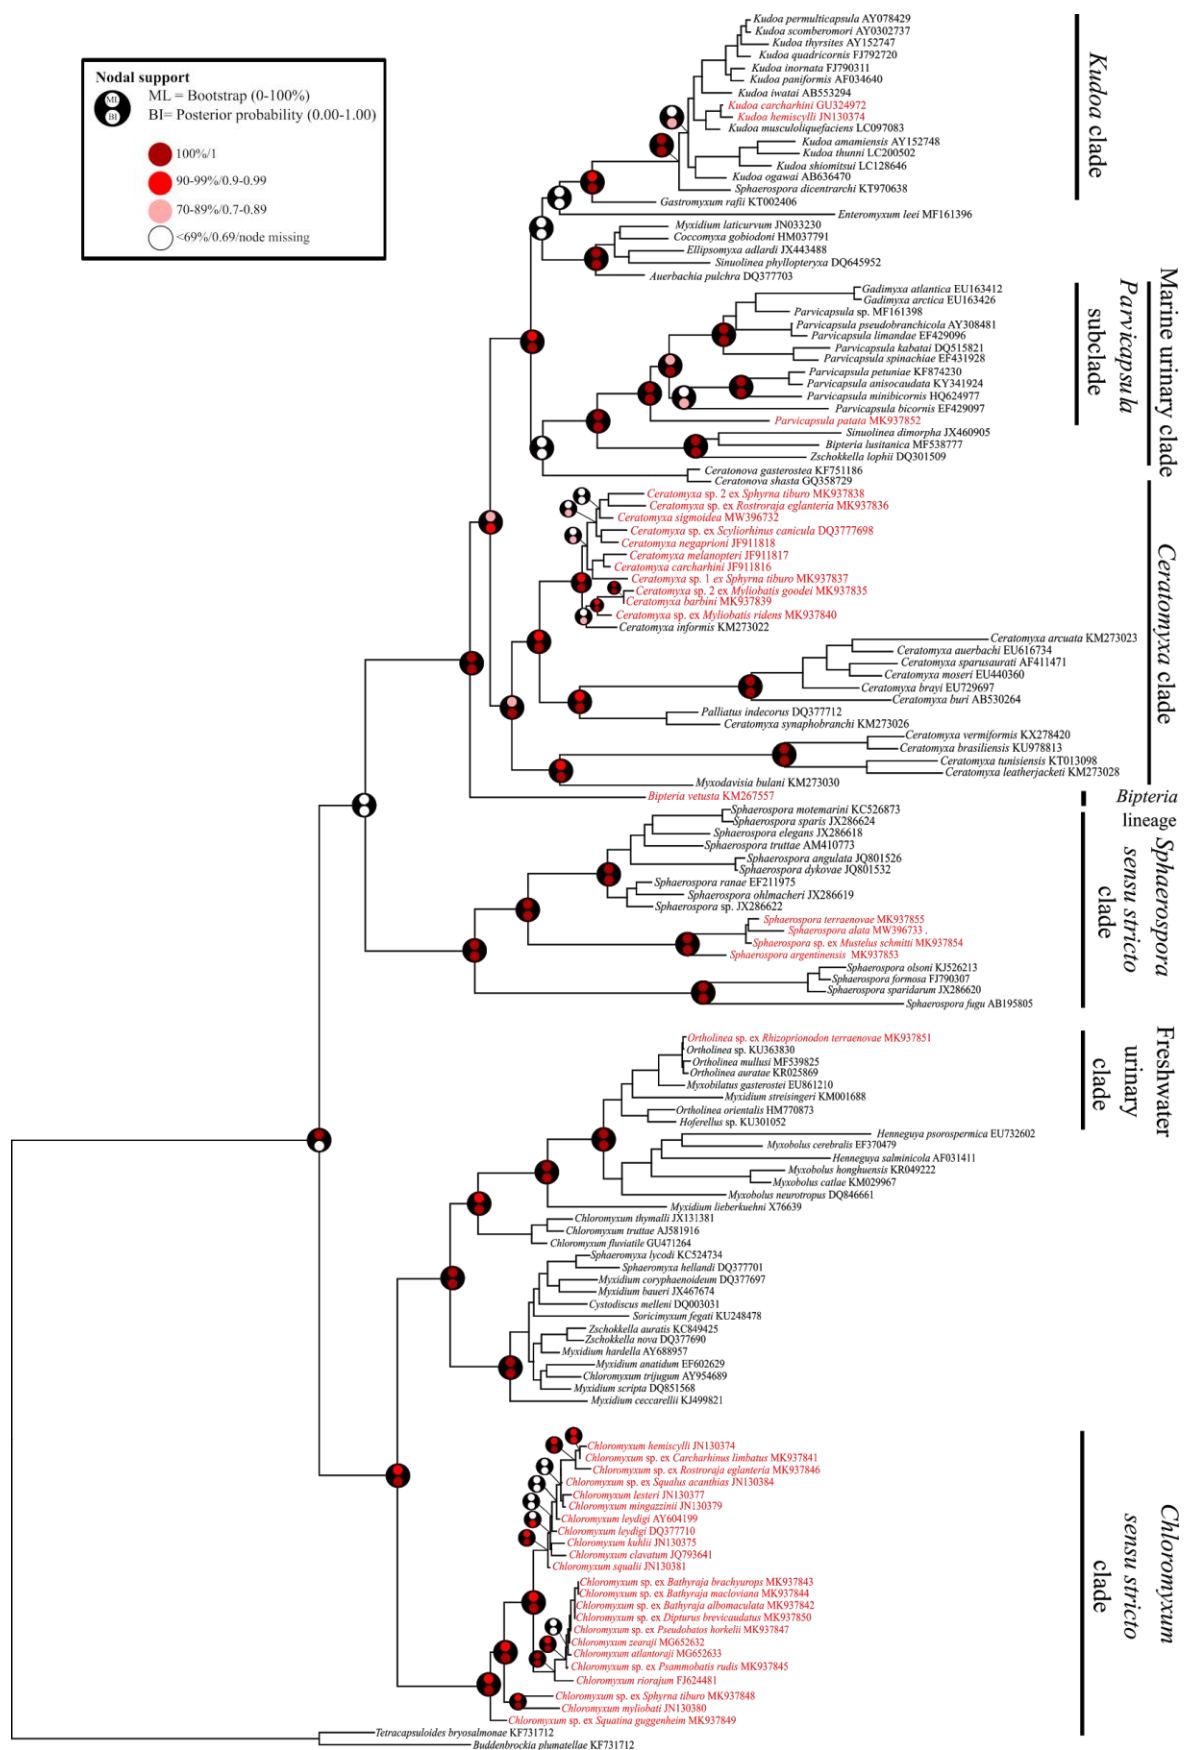 Nodal support
ML = Bootstrap (0-100%)
BI= Posterior probability (0.00-1.00)
ML
BI
100%/1
90-99%/0.9-0.99
70-89%/0.7-0.89
<69%/0.69/node missing
Kudoa permulticapsula AY078429
Kudoa scomberomori AY0302737
Kudoa thyrsites AY152747
Kudoa quadricornis FJ792720
Kudoa inornata FJ790311
Kudoa paniformis AF034640
Kudoa iwatai AB553294
Kudoa carcharhini GU324972
Kudoa hemiscylli JN130374
Kudoa musculoliquefaciens LC097083
Kudoa amamiensis AY152748
Kudoa thunni LC200502
Kudoa shiomitsui LC128646
Kudoa ogawai AB636470
Sphaerospora dicentrarchi KT970638
Gastromyxum rafii KT002406
Enteromyxum leei MF161396
Myxidium laticurvum JN033230
Coccomyxa gobiodoni HM037791
Ellipsomyxa adlardi JX443488
Sinuolinea phyllopteryxa DQ645952
Auerbachia pulchra DQ377703
Gadimyxa atlantica EU163412
Gadimyxa arctica EU163426
Parvicapsula sp. MF161398
Parvicapsula pseudobranchicola AY308481
Parvicapsula limandae EF429096
Parvicapsula kabatai DQ515821
Parvicapsula spinachiae EF431928
Parvicapsula petuniae KF874230
Parvicapsula anisocaudata KY341924
Parvicapsula minibicornis HQ624977
Parvicapsula bicornis EF429097
Parvicapsula patata MK937852
Sinuolinea dimorpha JX460905
Bipteria lusitanica MF538777
Zschokkella lophii DQ301509
Ceratonova gasterostea KF751186
Ceratonova shasta GQ358729
Ceratomyxa sp. 2 ex Sphyrna tiburo MK937838
Ceratomyxa sp. ex Rostroraja eglanteria MK937836
Ceratomyxa sigmoidea MW396732
Ceratomyxa sp. ex Scyliorhinus canicula DQ3777698
Ceratomyxa negaprioni JF911818
Ceratomyxa melanopteri JF911817
Ceratomyxa carcharhini JF911816
Ceratomyxa sp. 1 ex Sphyrna tiburo MK937837
Ceratomyxa sp. 2 ex Myliobatis goodei MK937835
Ceratomyxa barbini MK937839
Ceratomyxa sp. ex Myliobatis ridens MK937840
Ceratomyxa informis KM273022
Ceratomyxa arcuata KM273023
Ceratomyxa auerbachi EU616734
Ceratomyxa sparusaurati AF411471
Ceratomyxa moseri EU440360
Ceratomyxa brayi EU729697
Ceratomyxa buri AB530264
Palliatus indecorus DQ377712
Ceratomyxa synaphobranchi KM273026
Ceratomyxa vermiformis KX278420
Ceratomyxa brasiliensis KU978813
Ceratomyxa tunisiensis KT013098
Ceratomyxa leatherjacketi KM273028
Myxodavisia bulani KM273030
Bipteria vetusta KM267557
Sphaerospora motemarini KC526873
Sphaerospora sparis JX286624
Sphaerospora elegans JX286618
Sphaerospora truttae AM410773
Sphaerospora angulata JQ801526
Sphaerospora dykovae JQ801532
Sphaerospora ranae EF211975
Sphaerospora ohlmacheri JX286619
Sphaerospora sp. JX286622
Sphaerospora terraenovae MK937855
Sphaerospora alata MW396733 .
Sphaerospora sp. ex Mustelus schmitti MK937854
Sphaerospora argentinensis MK937853
Sphaerospora olsoni KJ526213
Sphaerospora formosa FJ790307
Sphaerospora sparidarum JX286620
Sphaerospora fugu AB195805
Ortholinea sp. ex Rhizoprionodon terraenovae MK937851
Ortholinea sp. KU363830
Ortholinea mullusi MF539825
Ortholinea auratae KR025869
Myxobilatus gasterostei EU861210
Myxidium streisingeri KM001688
Ortholinea orientalis HM770873
Hoferellus sp. KU301052
Henneguya psorospermica EU732602
Myxobolus cerebralis EF370479
Henneguya salminicola AF031411
Myxobolus honghuensis KR049222
Myxobolus catlae KM029967
Myxobolus neurotropus DQ846661
Myxidium lieberkuehni X76639
Chloromyxum thymalli JX131381
Chloromyxum truttae AJ581916
Chloromyxum fluviatile GU471264
Sphaeromyxa lycodi KC524734
Sphaeromyxa hellandi DQ377701
Myxidium coryphaenoideum DQ377697
Myxidium baueri JX467674
Cystodiscus melleni DQ003031
Soricimyxum fegati KU248478
Zschokkella auratis KC849425
Zschokkella nova DQ377690
Myxidium hardella AY688957
Myxidium anatidum EF602629
Chloromyxum trijugum AY954689
Myxidium scripta DQ851568
Myxidium ceccarellii KJ499821
Chloromyxum hemiscylli JN130374
Chloromyxum sp. ex Carcharhinus limbatus MK937841
Chloromyxum sp. ex Rostroraja eglanteria MK937846
Chloromyxum sp. ex Squalus acanthias JN130384
Chloromyxum lesteri JN130377
Chloromyxum mingazzinii JN130379
Chloromyxum leydigi AY604199
Chloromyxum leydigi DQ377710
Chloromyxum kuhlii JN130375
Chloromyxum clavatum JQ793641
Chloromyxum squalii JN130381
Chloromyxum sp. ex Bathyraja brachyurops MK937843
Chloromyxum sp. ex Bathyraja macloviana MK937844
Chloromyxum sp. ex Bathyraja albomaculata MK937842
Chloromyxum sp. ex Dipturus brevicaudatus MK937850
Chloromyxum sp. ex Pseudobatos horkelii MK937847
Chloromyxum zearaji MG652632
Chloromyxum atlantoraji MG652633
Chloromyxum sp. ex Psammobatis rudis MK937845
Chloromyxum riorajum FJ624481
Chloromyxum sp. ex Sphyrna tiburo MK937848
Chloromyxum myliobati JN130380
Chloromyxum sp. ex Squatina guggenheim MK937849
Tetracapsuloides bryosalmonae KF731712
Buddenbrockia plumatellae KF731712
Kudoa clade
Marine urinary clade
Parvicapsula
subclade
Ceratomyxa clade
Bipteria
lineage
Sphaerospora
sensu stricto
clade
Freshwater
urinary
clade
Chloromyxum
sensu stricto
clade